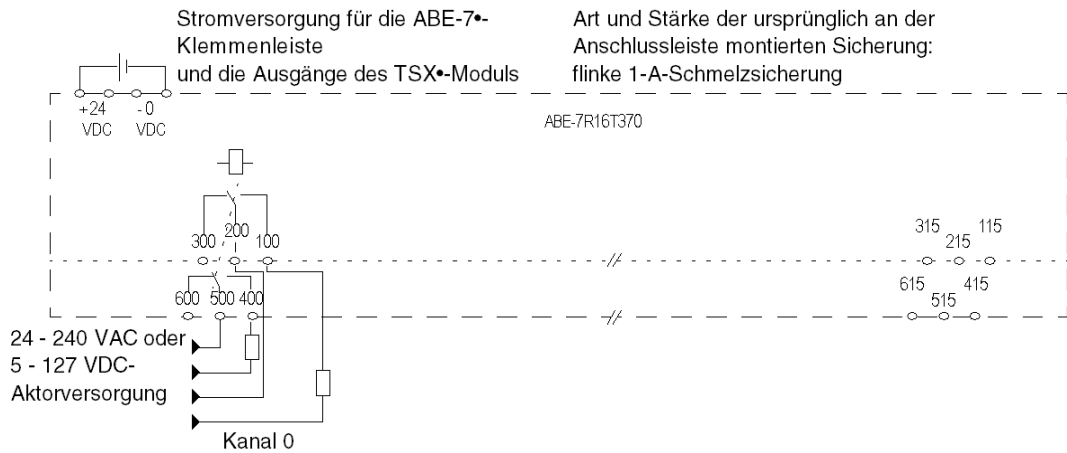 Stromversorgung für die ABE-7•-
Klemmenleiste
und die Ausgänge des TSX•-Moduls
Art und Stärke der ursprünglich an der
Anschlussleiste montierten Sicherung:
flinke 1-A-Schmelzsicherung
+24
VDC
-0
VDC
ABE-7R16T370
300
200
100
315
215
115
600
500
400
615
515
415
24 - 240 VAC oder
5 - 127 VDC-
Aktorversorgung
Kanal 0